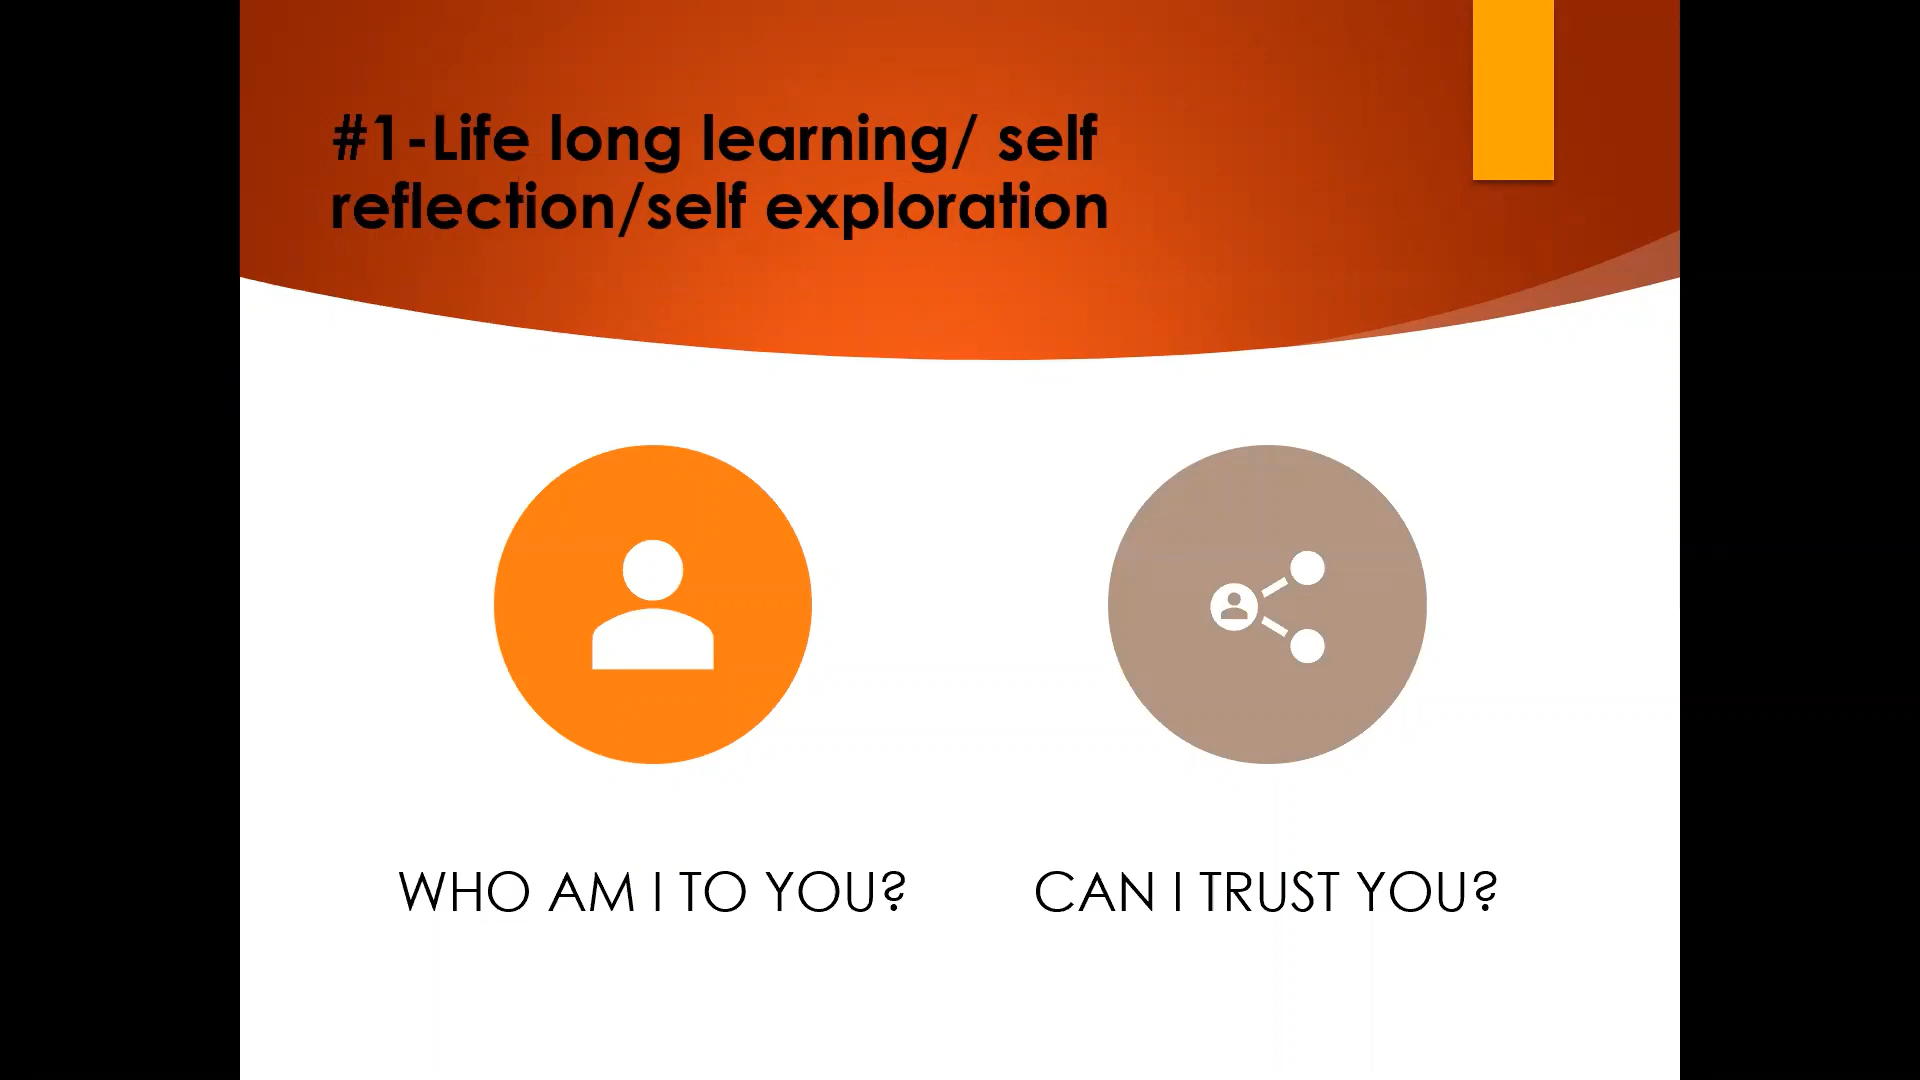 #1-Life long learning/ self
reflection/self exploration
WHO AM I TO YOU?
CAN I TRUST YOU?